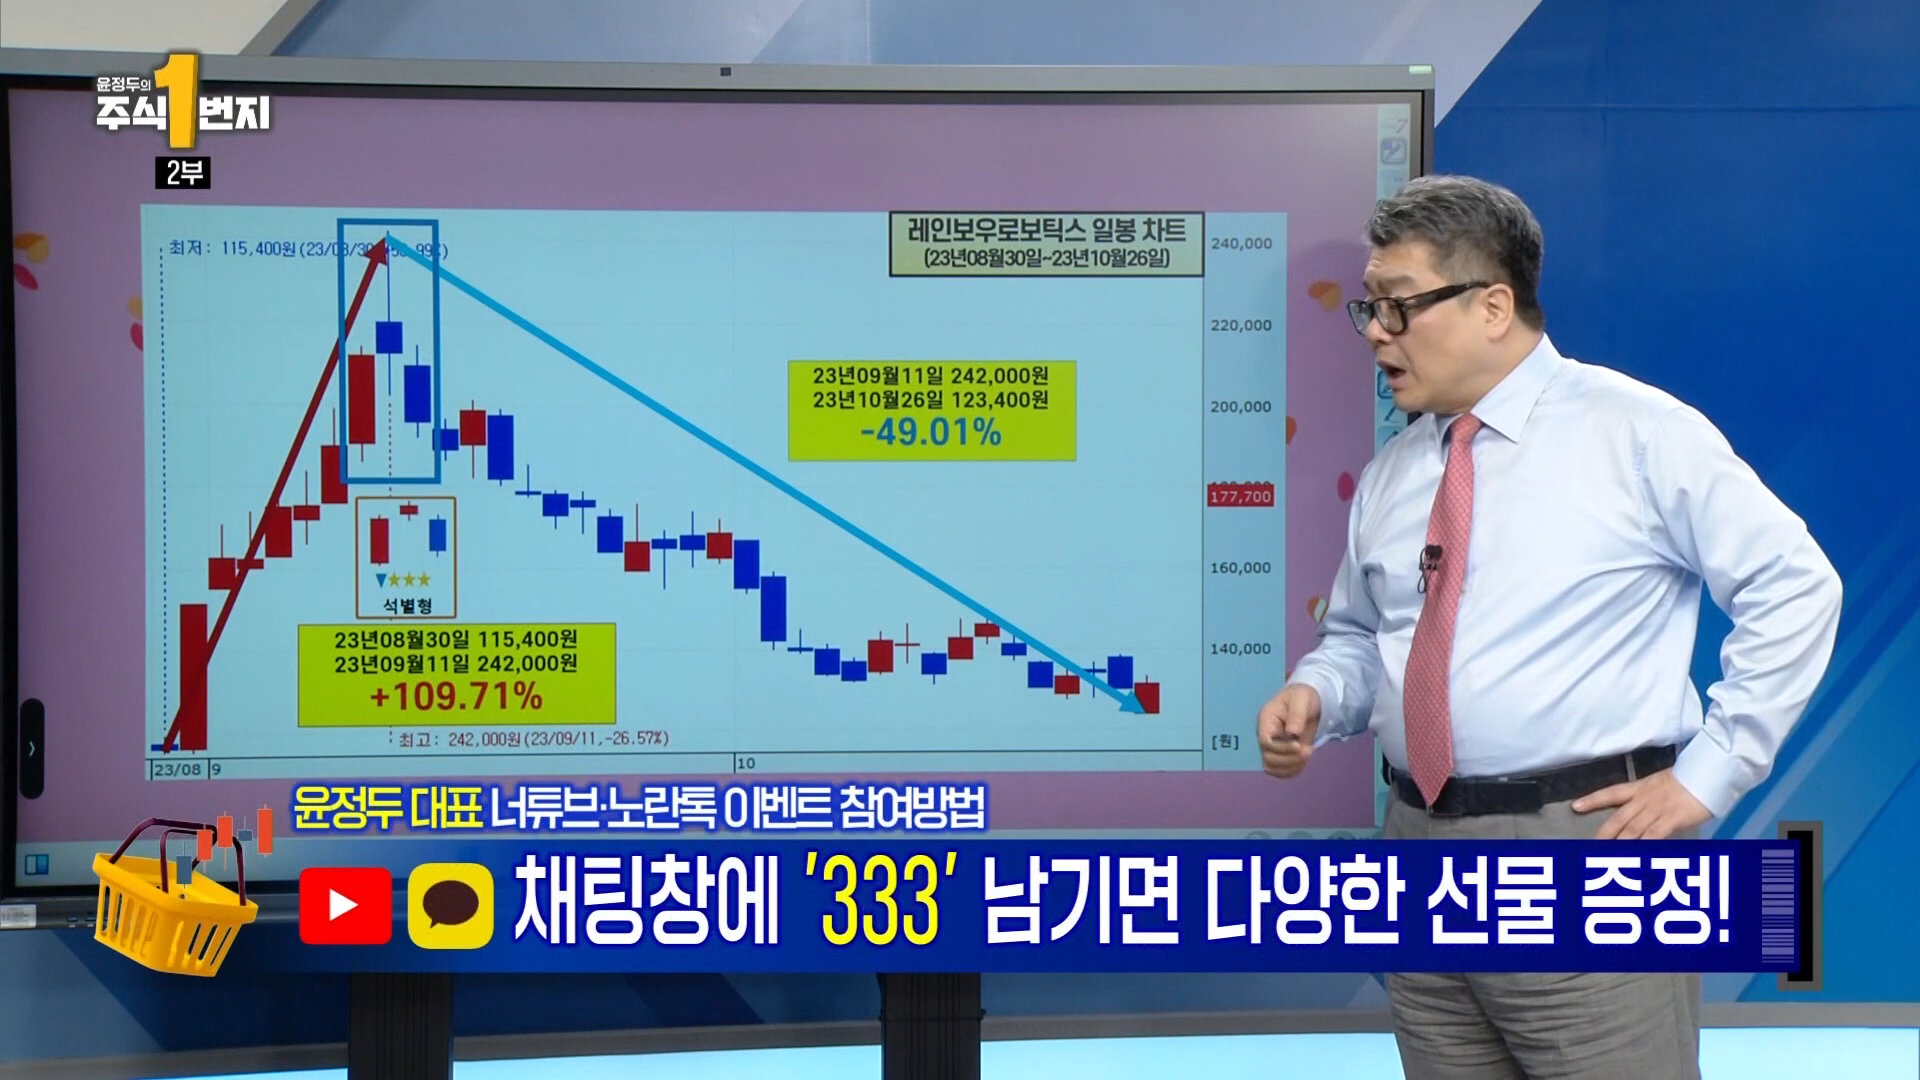 윤정두의
주식1번지
2부
최저: 115,400원(23/08/30
레인보우로보틱스 일봉 차트
(23년08월30일~23년10월26일)
240,000
220,000
23년09월11일 242,000원
23년10월26일 123,400원
-49.01%
200,000
177,700
석별형
160,000
23년08월30일 115,400원
23년09월11일 242,000원
+109.71%
140,000
최고: 242,000원(23/09/11,-26.57%)
[원]
23/08
9
10
윤정두 대표 너튜브·노란톡 이벤트 참여방법
채팅창에 '333' 남기면 다양한 선물 증정!